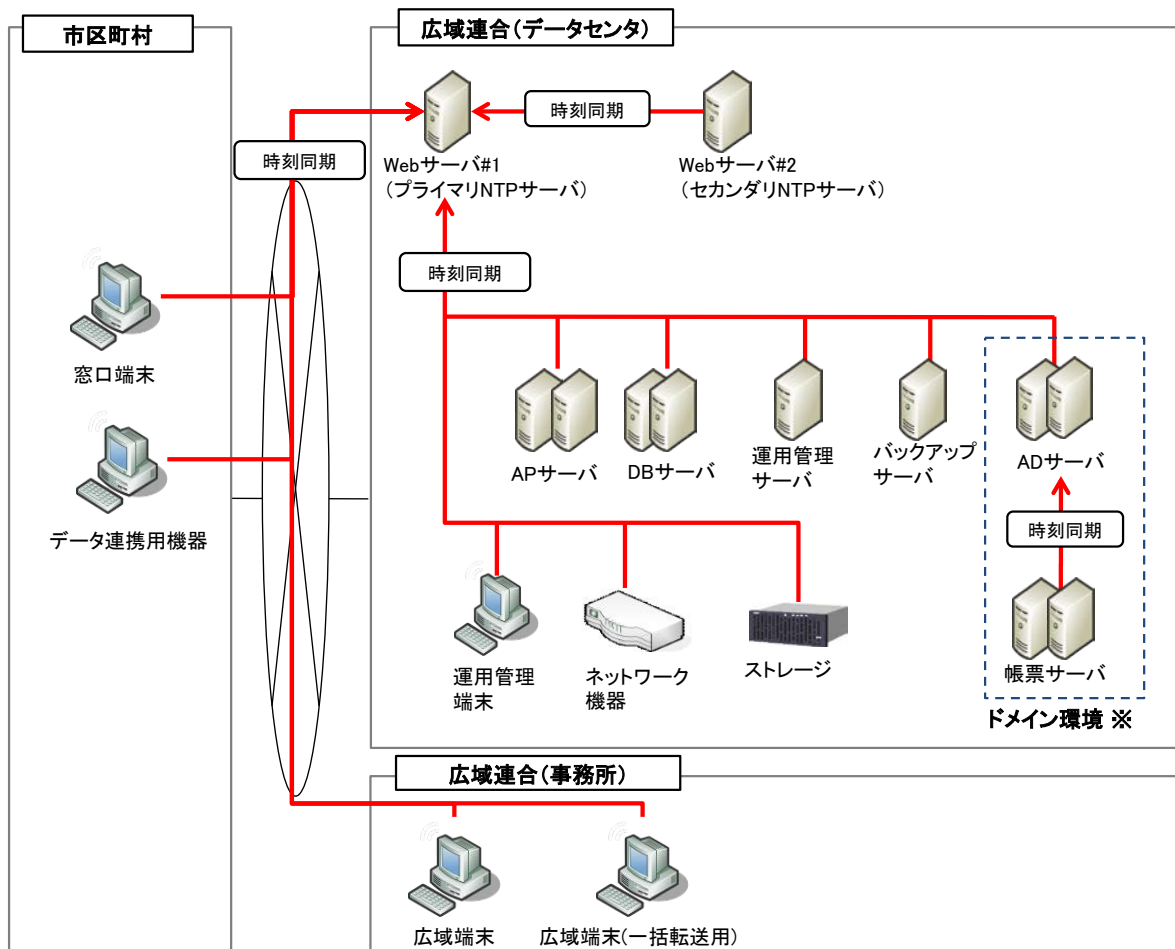 市区町村
広域連合(データセンタ)
時刻同期
Webサーバ#1
(プライマリNTPサーバ)
Webサーバ#2
(セカンダリNTPサーバ)
時刻同期
時刻同期
窓口端末
データ連携用機器
APサーバ
DBサーバ
運用管理
サーバ
バックアップ
サーバ
ADサーバ
時刻同期
帳票サーバ
ドメイン環境 ※
運用管理
端末
ネットワーク
機器
ストレージ
広域連合(事務所)
広域端末
広域端末(一括転送用)